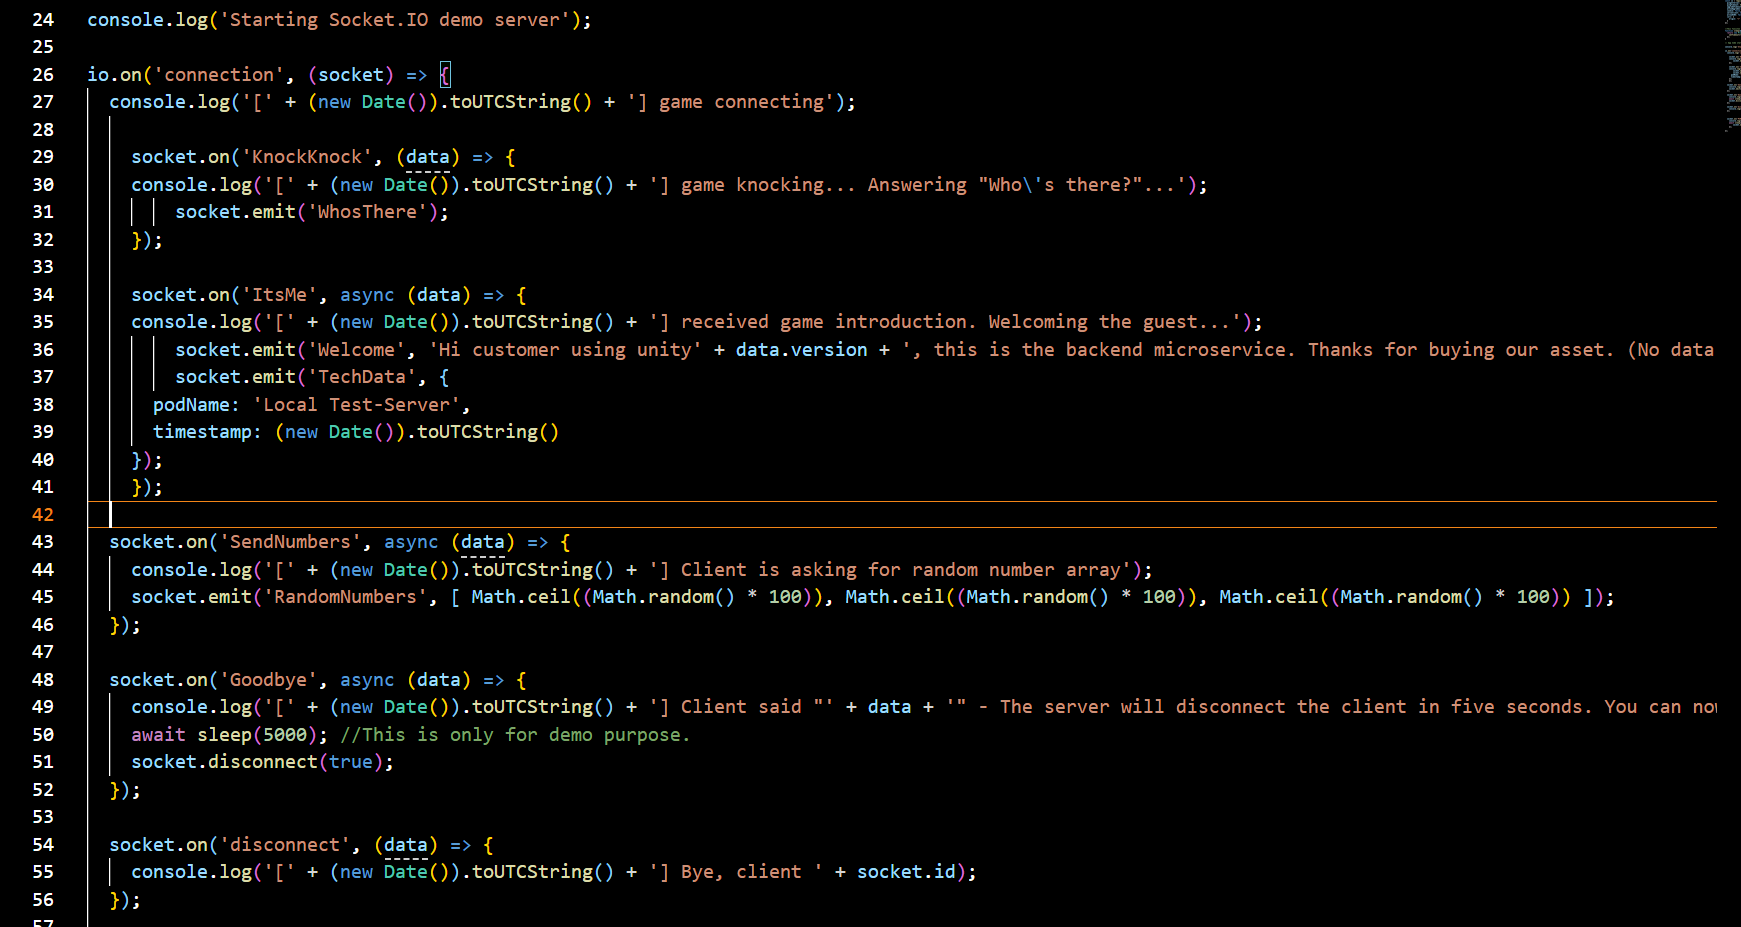 24 console.log('Starting Socket.IO demo server');
25
26 io.on('connection', (socket) => {
27 console.log('[' + (new Date()).toUTCString() + '] game connecting');
28
29 socket.on('KnockKnock', (data) => {
30 console.log('[' + (new Date()).toUTCString() + '] game knocking... Answering "Who\'s there?"...');
31 socket.emit('WhosThere');
32 });
33
34 socket.on('ItsMe', async (data) => {
35 console.log('[' + (new Date()).toUTCString() + '] received game introduction. Welcoming the guest...');
36 socket.emit('Welcome', 'Hi customer using unity' + data.version + ', this is the backend microservice. Thanks for buying our asset. (No data
37 socket.emit('TechData', {
38 podName: 'Local Test-Server',
39 timestamp: (new Date()).toUTCString()
40 });
41 });
42
43 socket.on('SendNumbers', async (data) => {
44 console.log('[' + (new Date()).toUTCString() + '] Client is asking for random number array');
45 socket.emit('RandomNumbers', [ Math.ceil((Math.random() * 100)), Math.ceil((Math.random() * 100)), Math.ceil((Math.random() * 100)) ]);
46 });
47
48 socket.on('Goodbye', async (data) => {
49 console.log('[' + (new Date()).toUTCString() + '] Client said "' + data + '" - The server will disconnect the client in five seconds. You can
50 await sleep(5000); //This is only for demo purpose.
51 socket.disconnect(true);
52 });
53
54 socket.on('disconnect', (data) => {
55 console.log('[' + (new Date()).toUTCString() + '] Bye, client ' + socket.id);
56 });
57